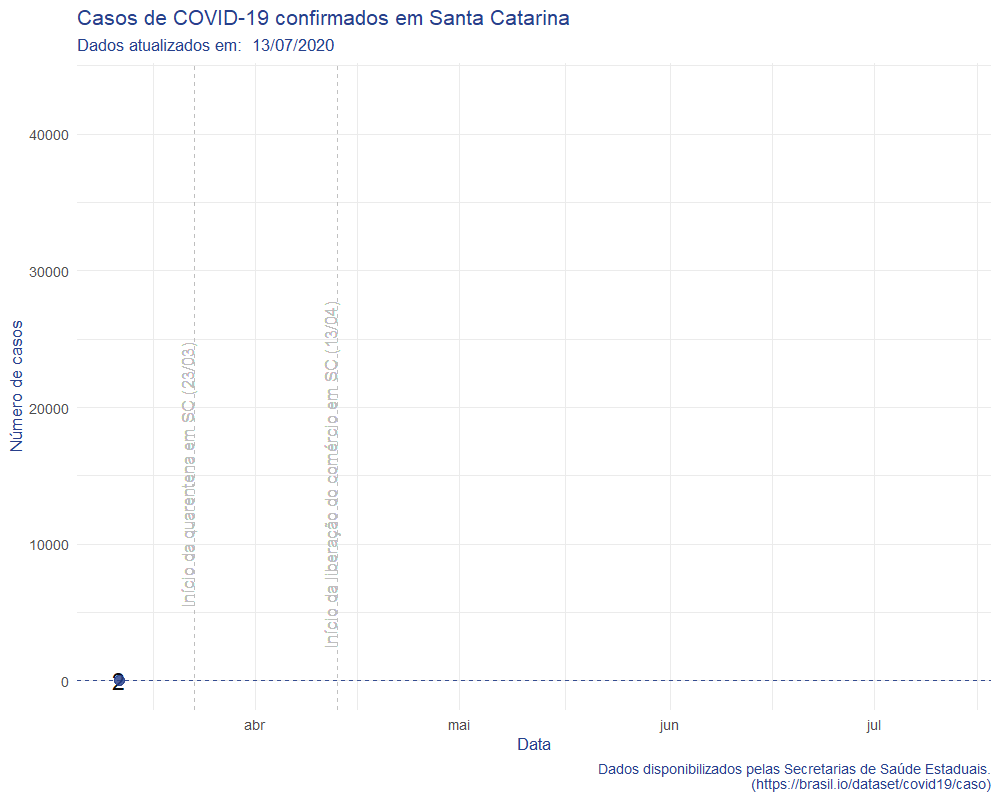 Casos de COVID-19 confirmados em Santa Catarina
Dados atualizados em:  13/07/2020
Número de casos
40000
30000
20000
10000
0
Início da quarentena em SC (23/03)
Início da liberação do comércio em SC (13/04)
2
abr
mai
jun
jul
Data
Dados disponibilizados pelas Secretarias de Saúde Estaduais.
(https://brasil.io/dataset/covid19/caso)